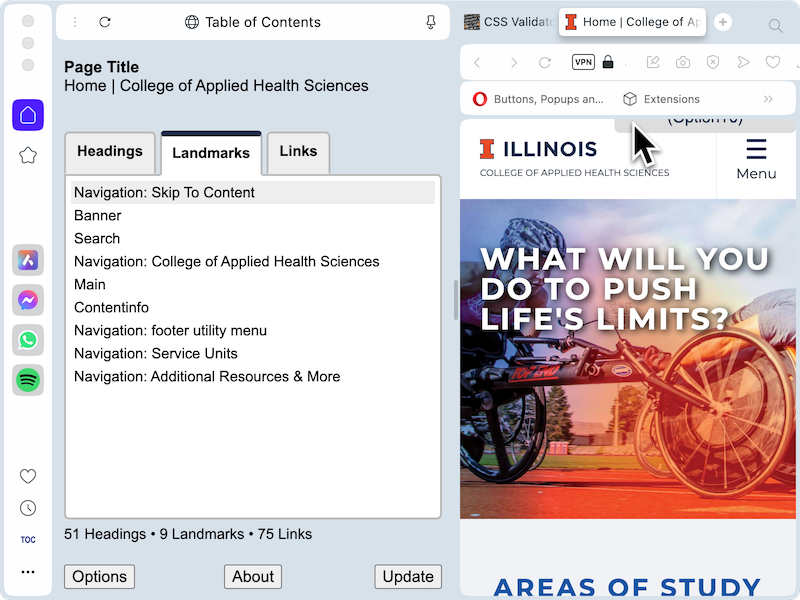 Table of Contents
Page Title
Home | College of Applied Health Sciences
Headings
Landmarks
Links
Navigation: Skip To Content
Banner
Search
Navigation: College of Applied Health Sciences
Main
Contentinfo
Navigation: footer utility menu
Navigation: Service Units
Navigation: Additional Resources & More
51 Headings • 9 Landmarks • 75 Links
Options
About
Update
TOC
CSS Validato
Home | College of Ap
VPN
Buttons, Popups an...
Extensions
ILLINOIS
COLLEGE OF APPLIED HEALTH SCIENCES
Menu
WHAT WILL YOU
DO TO PUSH
LIFE'S LIMITS?
AREAS OF STUDY